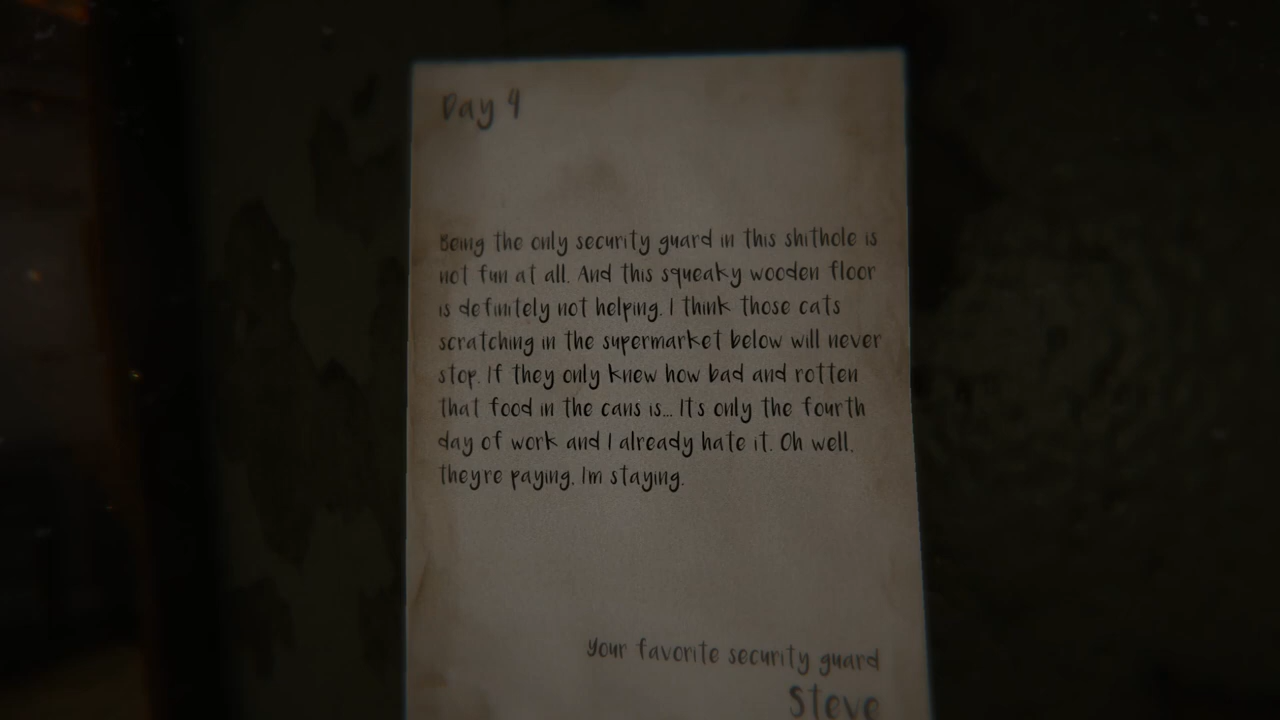 Day 4
Being the only security guard in this shithole is
not fun at all. And this squeaky wooden floor
is definitely not helping. I think those cats
scratching in the supermarket below will never
stop. If they only knew how bad and rotten
that food in the cans is... Its only the fourth
day of work and I already hate it. Oh well,
theyre paying, Im staying.
Your favorite security guard
Steve